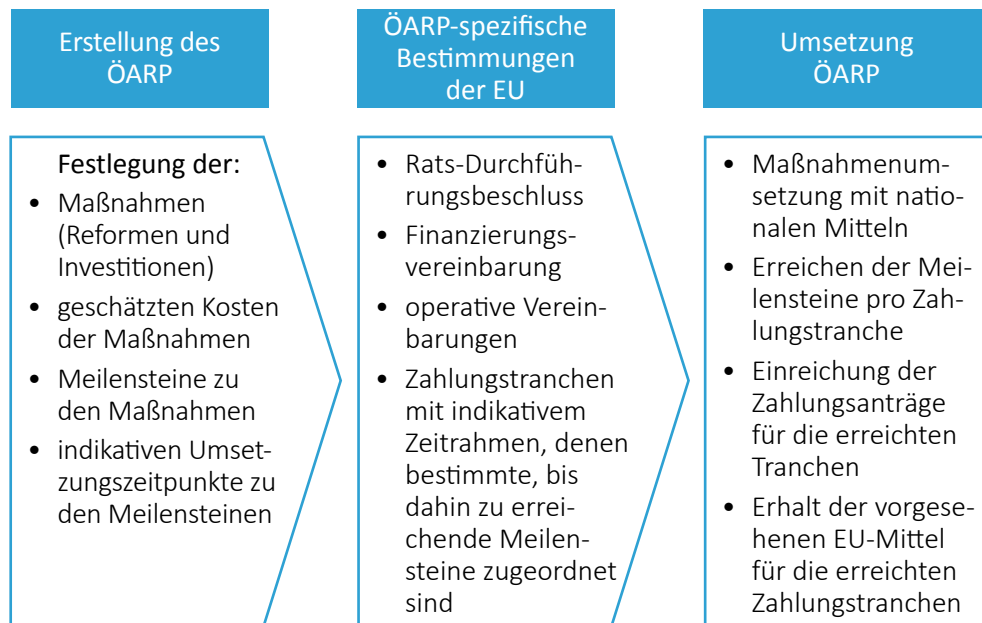 Erstellung des
ÖARP
Festlegung der:
• Maßnahmen
(Reformen und
Investitionen)
• geschätzten Kosten
der Maßnahmen
• Meilensteine zu
den Maßnahmen
• indikativen Umset-
zungszeitpunkte zu
den Meilensteinen
ÖARP-spezifische
Bestimmungen
der EU
• Rats-Durchfüh-
rungsbeschluss
• Finanzierungs-
vereinbarung
• operative Verein-
barungen
• Zahlungstranchen
mit indikativem
Zeitrahmen, denen
bestimmte, bis
dahin zu errei-
chende Meilen-
steine zugeordnet
sind
Umsetzung
ÖARP
• Maßnahmenum-
setzung mit natio-
nalen Mitteln
• Erreichen der Mei-
lensteine pro Zah-
lungstranche
• Einreichung der
Zahlungsanträge
für die erreichten
Tranchen
• Erhalt der vorgese-
henen EU-Mittel
für die erreichten
Zahlungstranchen